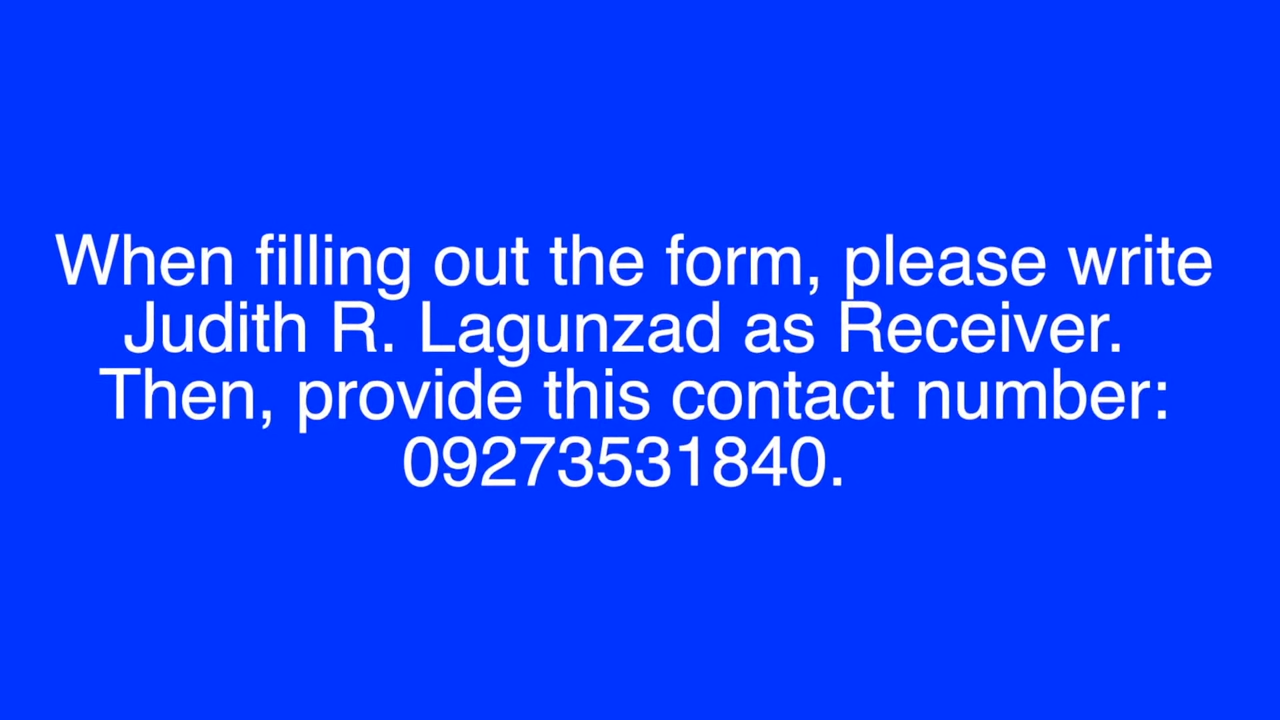 When filling out the form, please write
Judith R. Lagunzad as Receiver.
Then, provide this contact number:
09273531840.